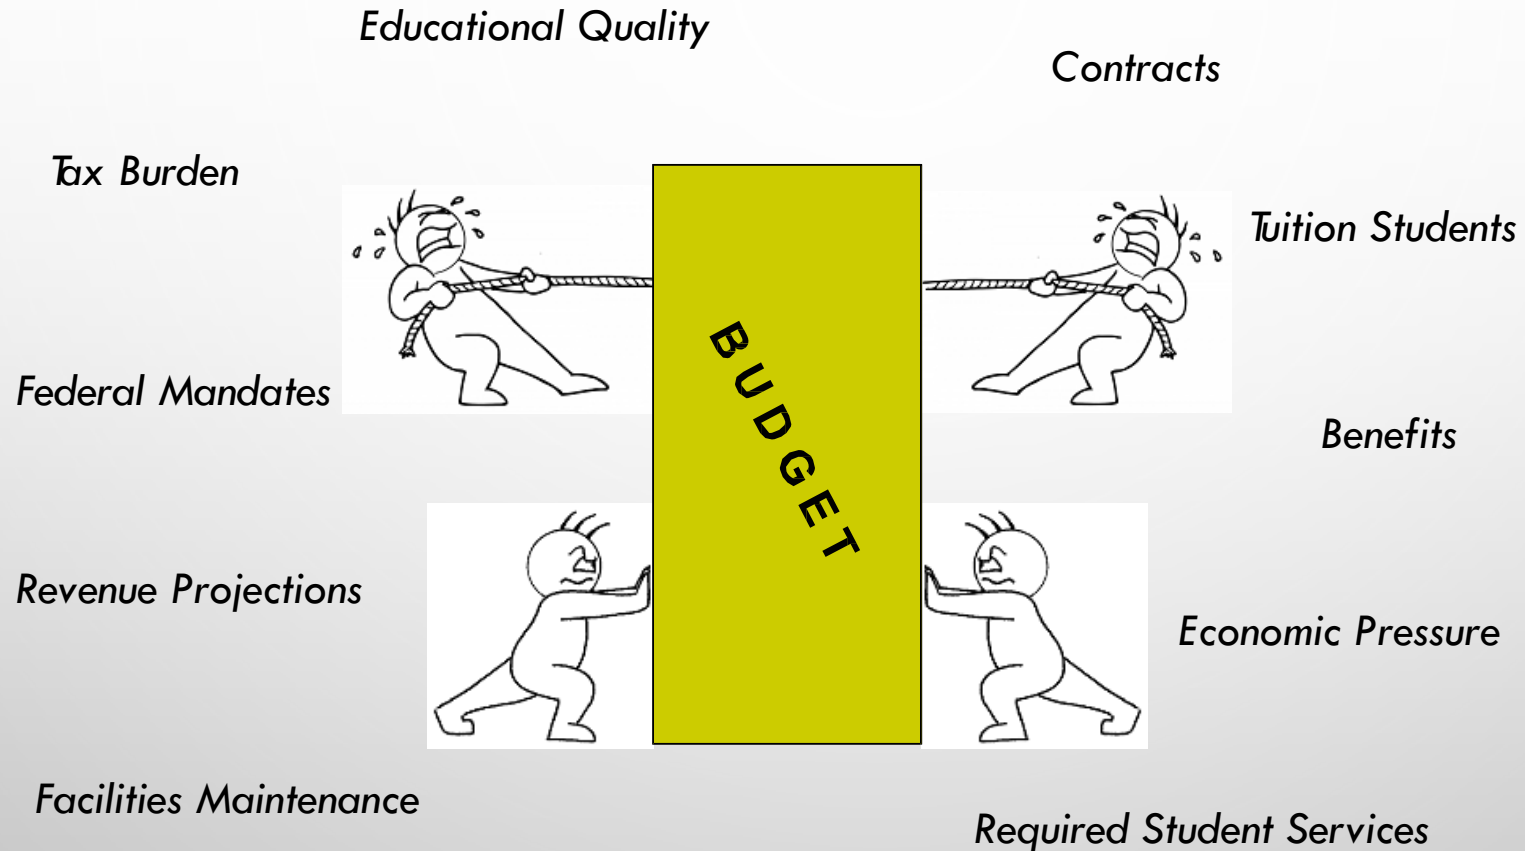 Educational Quality
Contracts
Tax Burden
Tuition Students
Federal Mandates
BUDGET
Benefits
Revenue Projections
Economic Pressure
Facilities Maintenance
Required Student Services